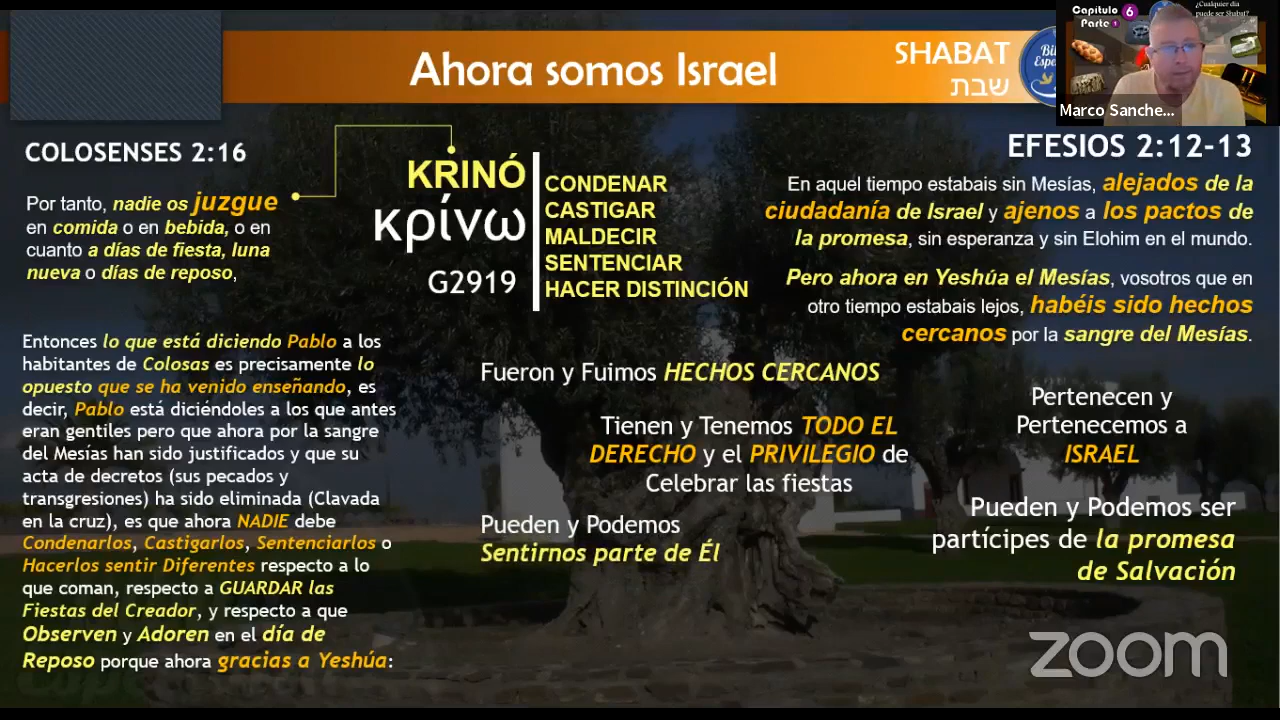 Ahora somos Israel
SHABAT
שבת
Capítulo 6
Parte 1
¿Cualquier día
puede ser Shabat?
Marco Sanche...
COLOSENSES 2:16
Por tanto, nadie os juzgue
en comida o en bebida, o en
cuanto a días de fiesta, luna
nueva o días de reposo,
KRINÓ
κρίνω
G2919
CONDENAR
CASTIGAR
MALDECIR
SENTENCIAR
HACER DISTINCIÓN
EFESIOS 2:12-13
En aquel tiempo estabais sin Mesías, alejados de la
ciudadanía de Israel y ajenos a los pactos de
la promesa, sin esperanza y sin Elohim en el mundo.
Pero ahora en Yeshúa el Mesías, vosotros que en
otro tiempo estabais lejos, habéis sido hechos
cercanos por la sangre del Mesías.
Entonces lo que está diciendo Pablo a los
habitantes de Colosas es precisamente lo
opuesto que se ha venido enseñando, es
decir, Pablo está diciéndoles a los que antes
eran gentiles pero que ahora por la sangre
del Mesías han sido justificados y que su
acta de decretos (sus pecados y
transgresiones) ha sido eliminada (Clavada
en la cruz), es que ahora NADIE debe
Condenarlos, Castigarlos, Sentenciarlos o
Hacerlos sentir Diferentes respecto a lo
que coman, respecto a GUARDAR las
Fiestas del Creador, y respecto a que
Observen y Adoren en el día de
Reposo porque ahora gracias a Yeshúa:
Fueron y Fuimos HECHOS CERCANOS
Tienen y Tenemos TODO EL
DERECHO y el PRIVILEGIO de
Celebrar las fiestas
Pueden y Podemos
Sentirnos parte de Él
Pertenecen y
Pertenecemos a
ISRAEL
Pueden y Podemos ser
partícipes de la promesa
de Salvación
zoom